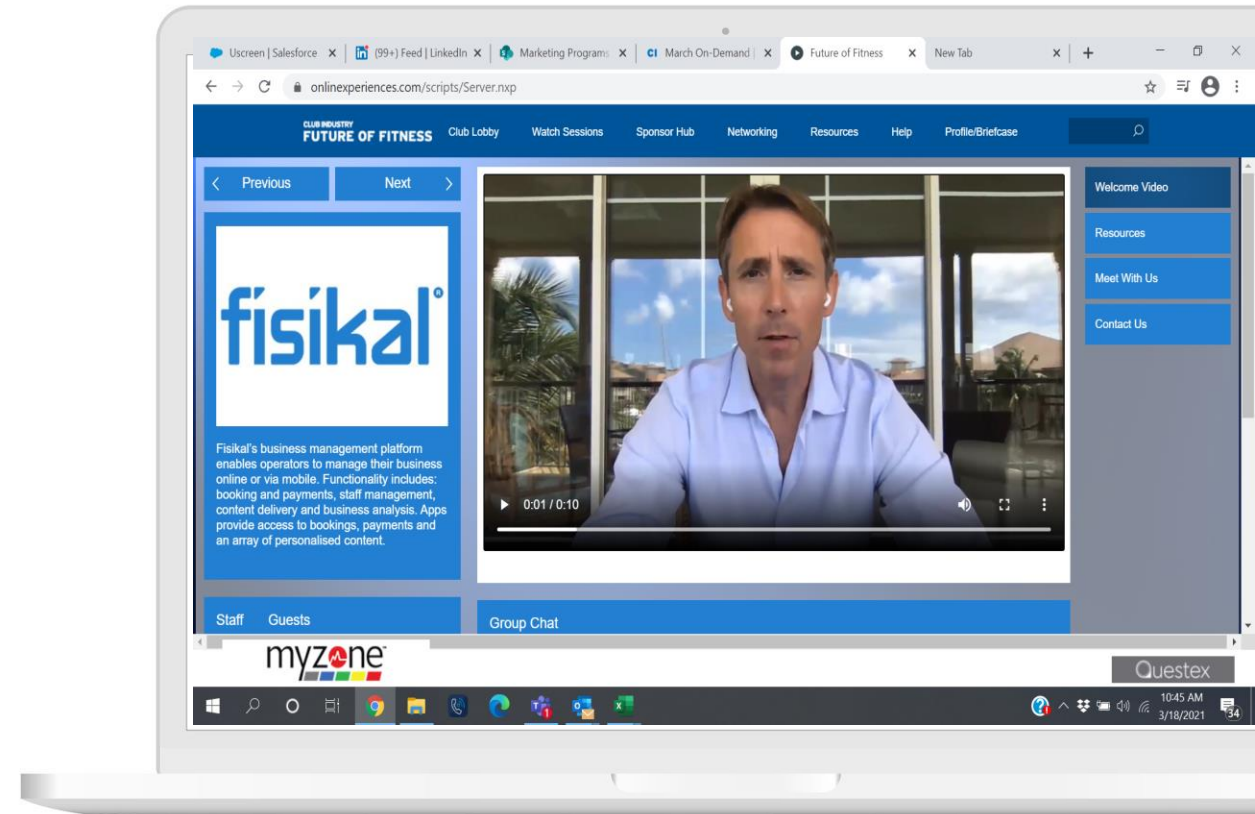 Uscreen | Salesforce
(99+) Feed | LinkedIn
Marketing Programs
CI March On-Demand |
Future of Fitness
New Tab
onlinexperiences.com/scripts/Server.nxp
CLUB INDUSTRY
FUTURE OF FITNESS
Club Lobby
Watch Sessions
Sponsor Hub
Networking
Resources
Help
Profile/Briefcase
Previous
Next
fisikal®
Fisikal's business management platform
enables operators to manage their business
online or via mobile. Functionality includes:
booking and payments, staff management,
content delivery and business analysis. Apps
provide access to bookings, payments and
an array of personalised content.
0:01 / 0:10
Welcome Video
Resources
Meet With Us
Contact Us
Staff Guests
Group Chat
myzone
Questex
10:45 AM
3/18/2021
34